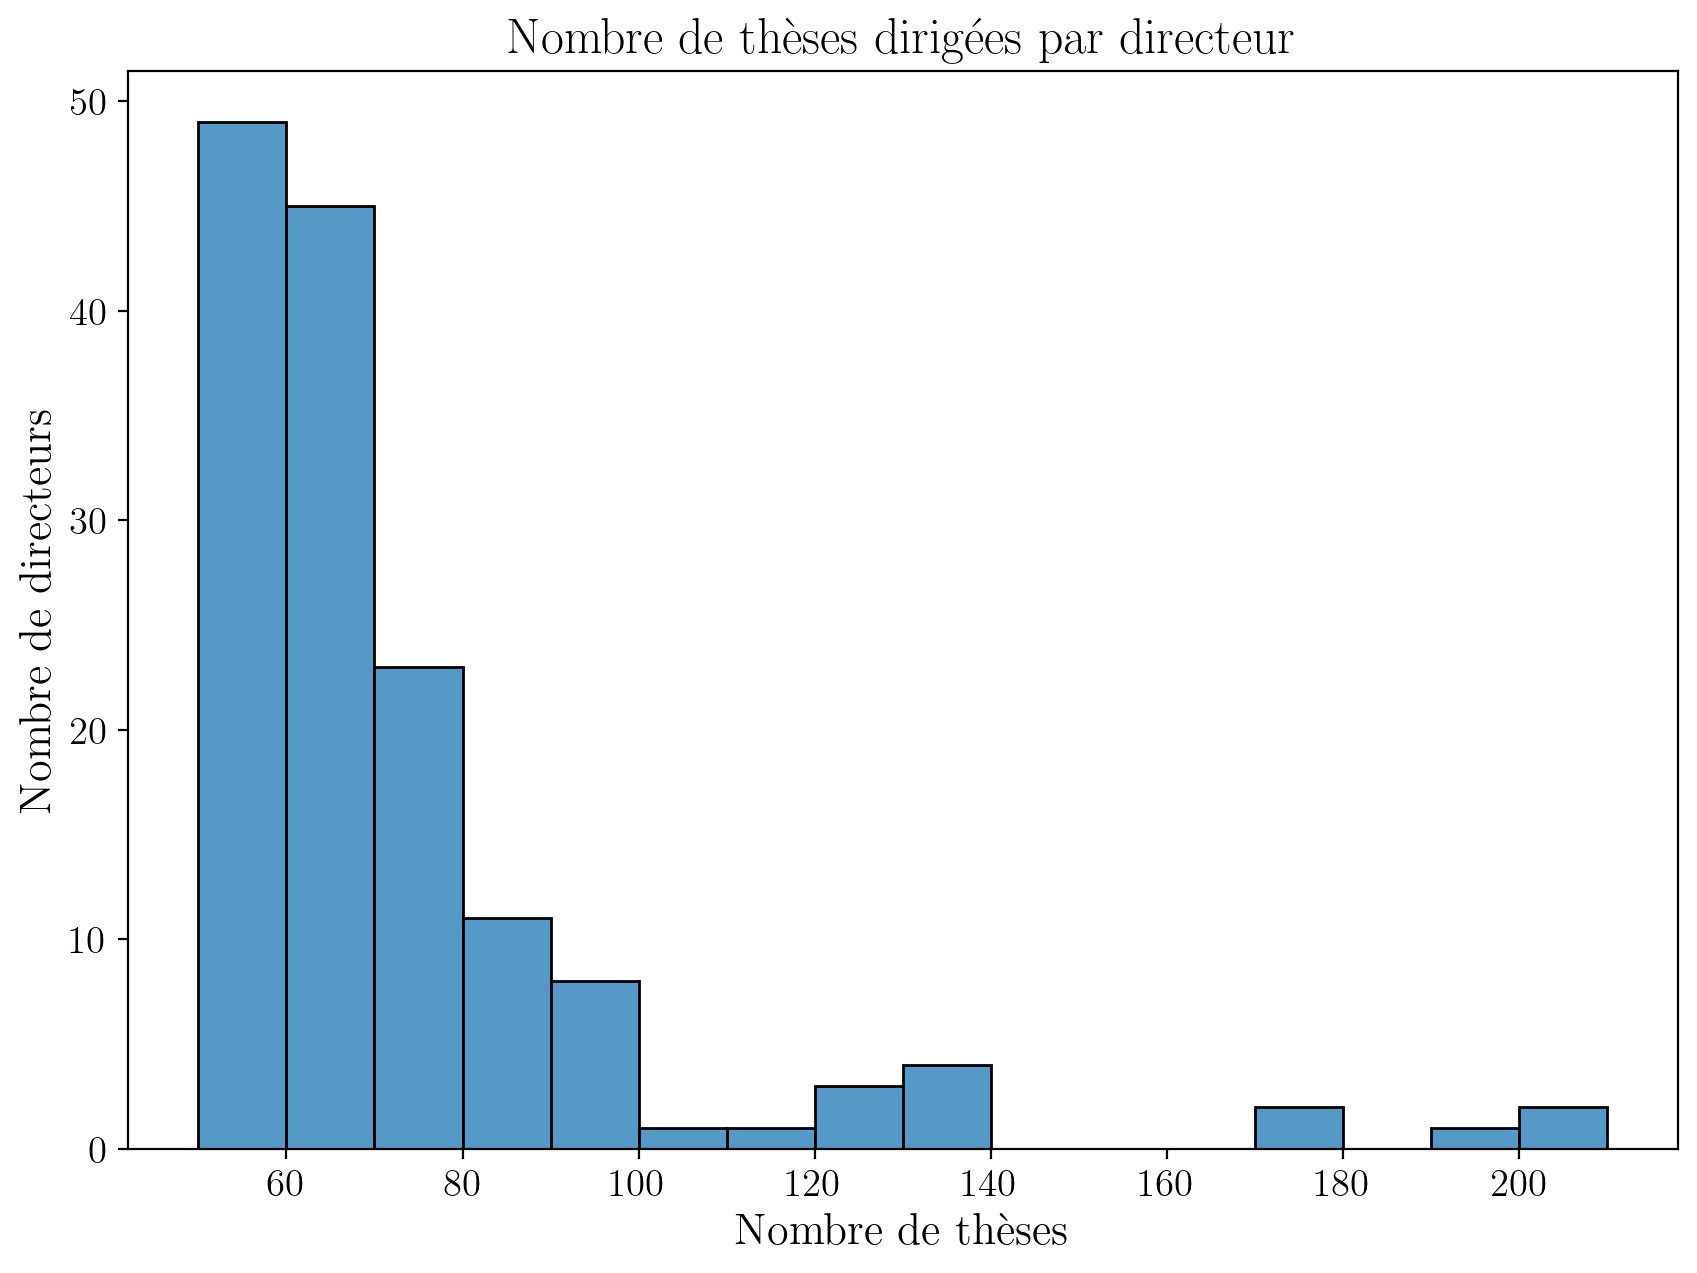 Nombre de thèses dirigées par directeur
Nombre de directeurs
50
40
30
20
10
0
60 80 100 120 140 160 180 200
Nombre de thèses